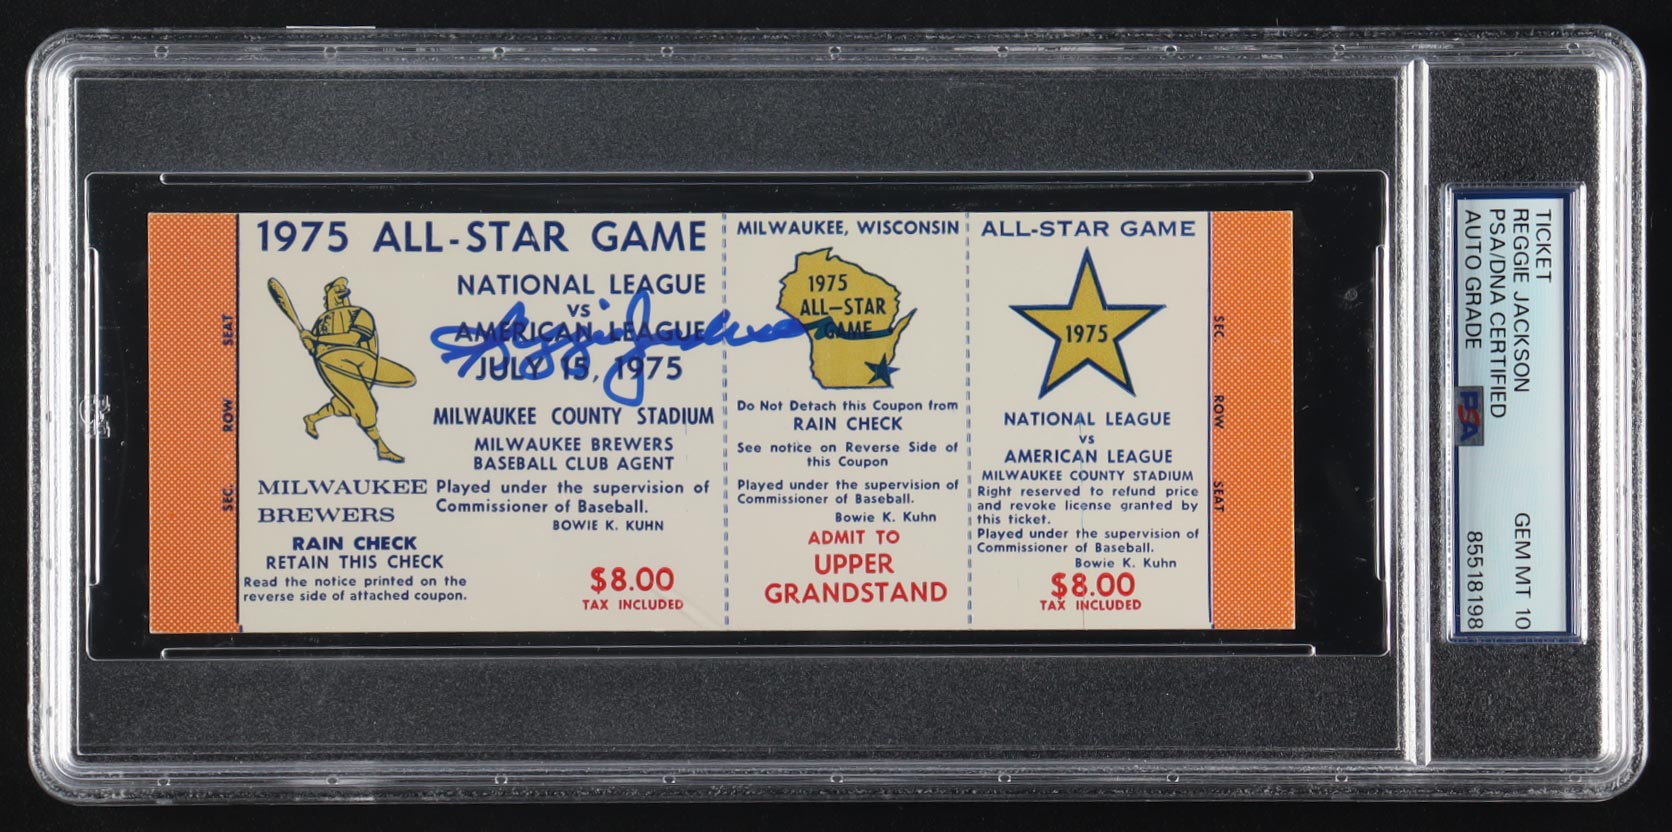 1975 ALL-STAR GAME
NATIONAL LEAGUE
vs
AMERICAN LEAGUE
JULY 15, 1975
Reggie Jackson
MILWAUKEE COUNTY STADIUM
MILWAUKEE BREWERS
BASEBALL CLUB AGENT
Played under the supervision of
Commissioner of Baseball.
BOWIE K. KUHN
MILWAUKEE
BREWERS
RAIN CHECK
RETAIN THIS CHECK
Read the notice printed on the
reverse side of attached coupon.
$8.00
TAX INCLUDED
SEC. ROW SEAT
MILWAUKEE, WISCONSIN
1975
ALL-STAR
GAME
Do Not Detach this Coupon from
RAIN CHECK
See notice on Reverse Side of
this Coupon
Played under the supervision of
Commissioner of Baseball.
Bowie K. Kuhn
ADMIT TO
UPPER
GRANDSTAND
ALL-STAR GAME
1975
NATIONAL LEAGUE
vs
AMERICAN LEAGUE
MILWAUKEE COUNTY STADIUM
Right reserved to refund price
and revoke license granted by
this ticket.
Played under the supervision of
Commissioner of Baseball.
Bowie K. Kuhn
$8.00
TAX INCLUDED
SEC. ROW SEAT
TICKET
REGGIE JACKSON
PSA/DNA CERTIFIED
AUTO GRADE
GEM MT 10
85518198
PSA